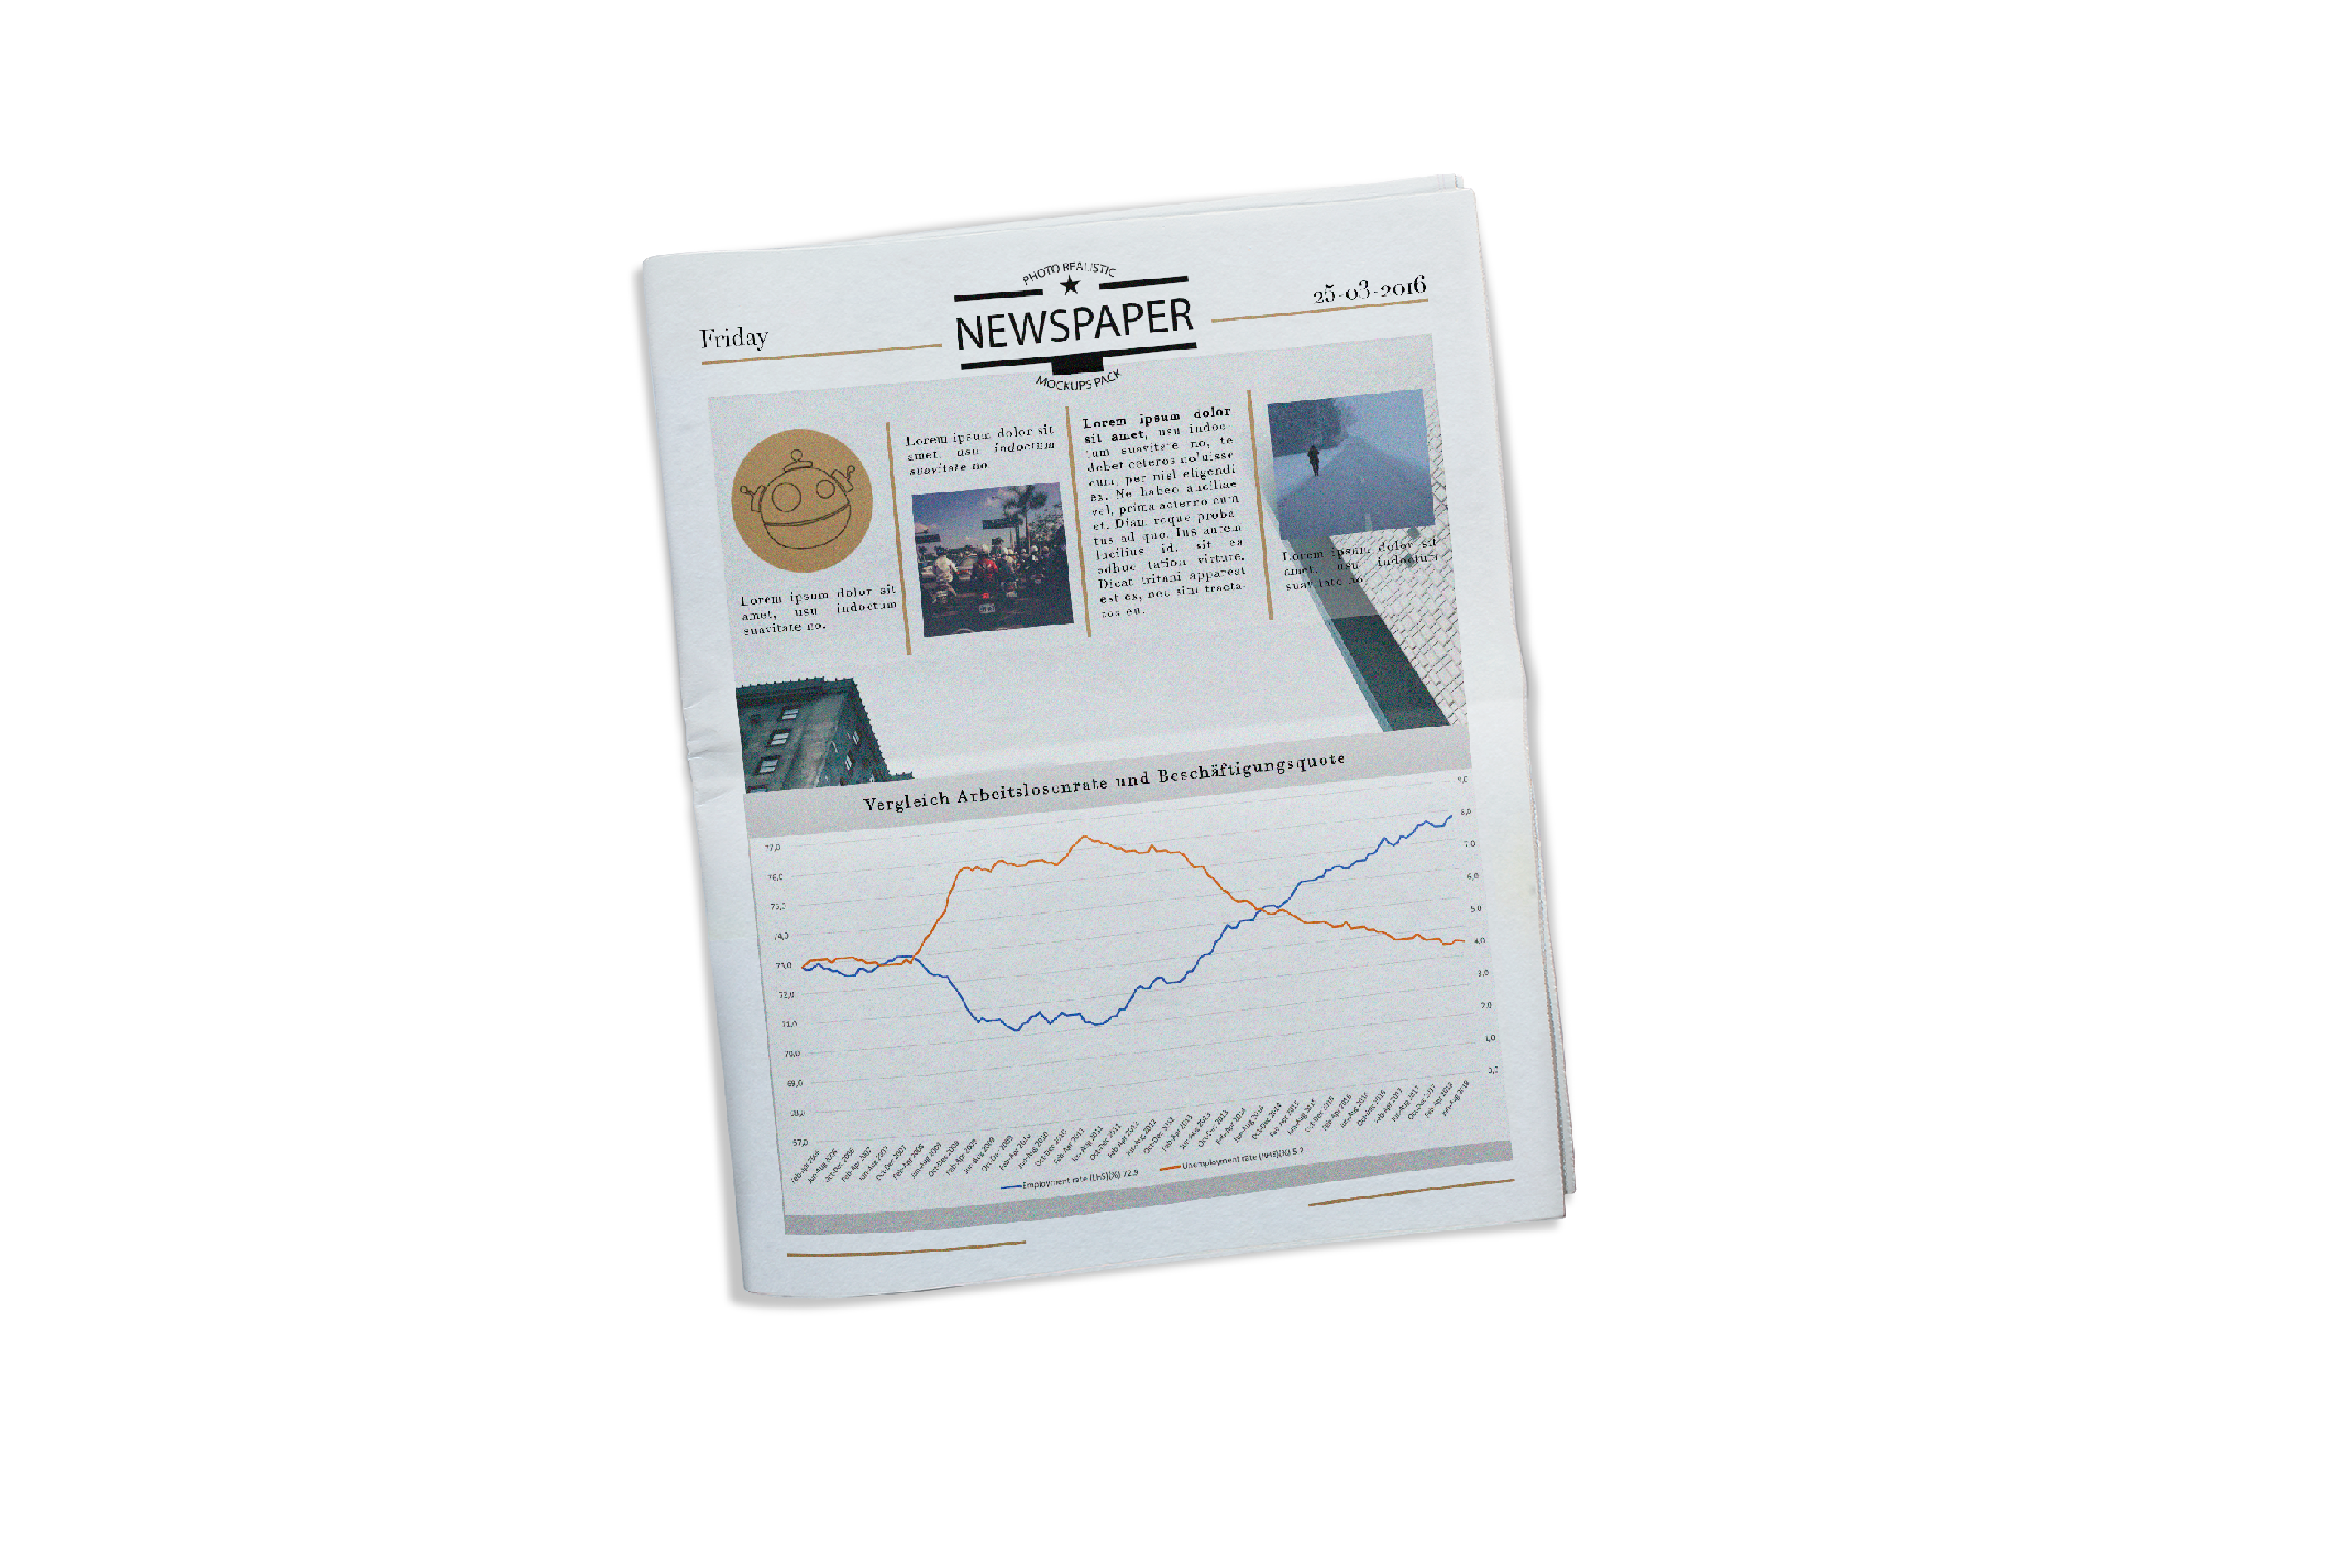 PHOTO REALISTIC
NEWSPAPER
MOCKUPS PACK
Friday
25-03-2016
Lorem ipsum dolor sit
amet, usu indoctum
suavitate no.
Lorem ipsum dolor sit
amet, usu indoctum
suavitate no.
Lorem ipsum dolor
sit amet, usu indoc-
tum suavitate no, te
debet ceteros noluisse
cum, per nisl eligendi
ex. Ne habeo ancillae
vel, prima aeterno cum
et. Diam reque proba-
tus ad quo. Ius autem
lucilius id, sit ea
adhuc tation virtute.
Dicat tritani appareat
est ex, nec sint tracta-
tos eu.
Lorem ipsum dolor sit
amet, usu indoctum
suavitate no.
Vergleich Arbeitslosenrate und Beschäftigungsquote
77,0
76,0
75,0
74,0
73,0
72,0
71,0
70,0
69,0
68,0
67,0
9,0
8,0
7,0
6,0
5,0
4,0
3,0
2,0
1,0
0,0
Feb-Apr 2006
Jun-Aug 2006
Oct-Dec 2006
Feb-Apr 2007
Jun-Aug 2007
Oct-Dec 2007
Feb-Apr 2008
Jun-Aug 2008
Oct-Dec 2008
Feb-Apr 2009
Jun-Aug 2009
Oct-Dec 2009
Feb-Apr 2010
Jun-Aug 2010
Oct-Dec 2010
Feb-Apr 2011
Jun-Aug 2011
Oct-Dec 2011
Feb-Apr 2012
Jun-Aug 2012
Oct-Dec 2012
Feb-Apr 2013
Jun-Aug 2013
Oct-Dec 2013
Feb-Apr 2014
Jun-Aug 2014
Oct-Dec 2014
Feb-Apr 2015
Jun-Aug 2015
Oct-Dec 2015
Feb-Apr 2016
Jun-Aug 2016
Oct-Dec 2016
Feb-Apr 2017
Jun-Aug 2017
Oct-Dec 2017
Feb-Apr 2018
Jun-Aug 2018
Employment rate (LHS)(%) 72.9
Unemployment rate (RHS)(%) 5.2